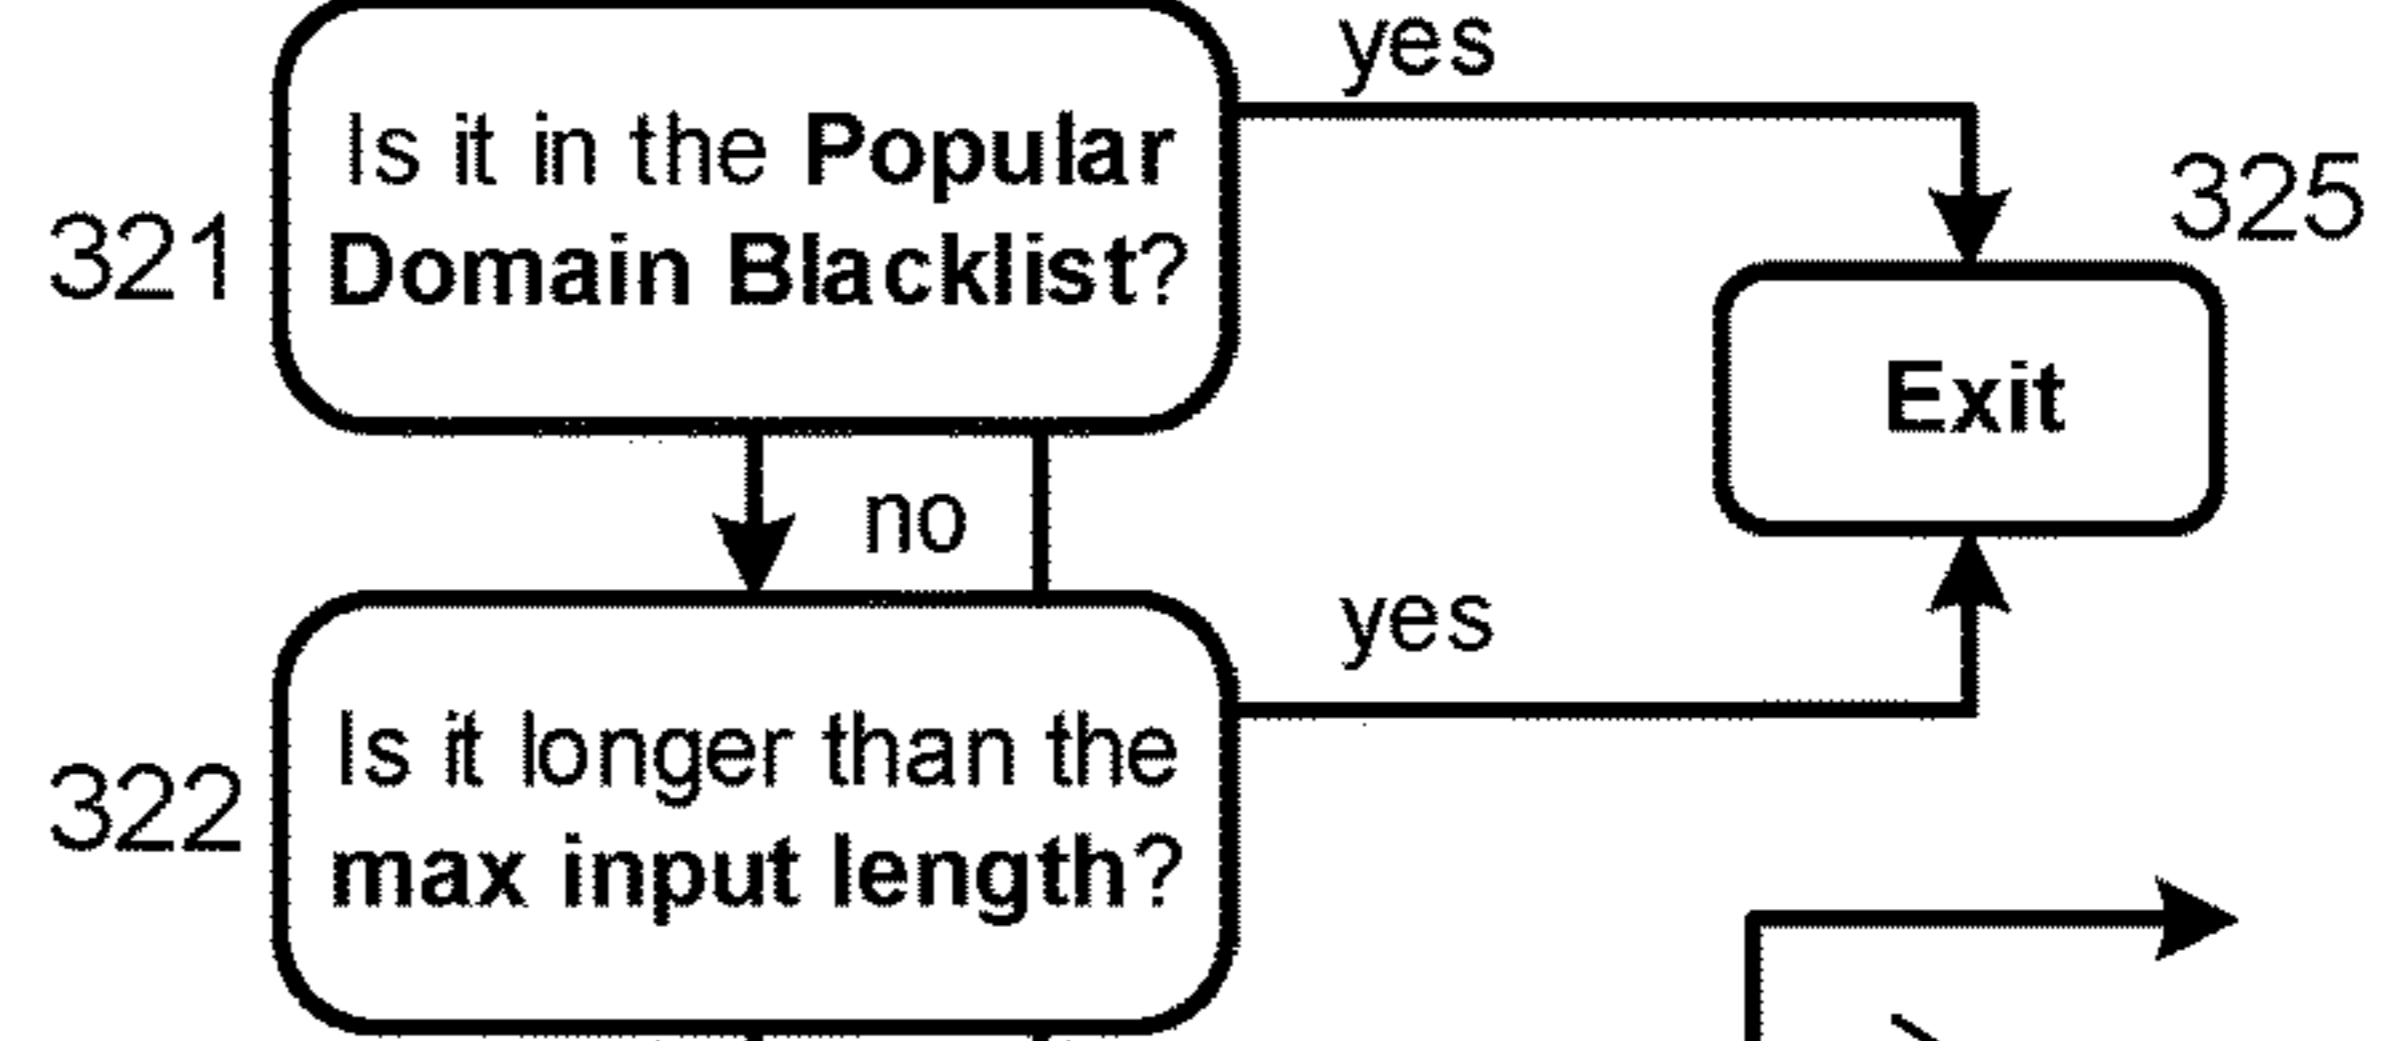 yes
Is it in the Popular
Domain Blacklist?
321
325
Exit
no
yes
Is it longer than the
max input length?
322